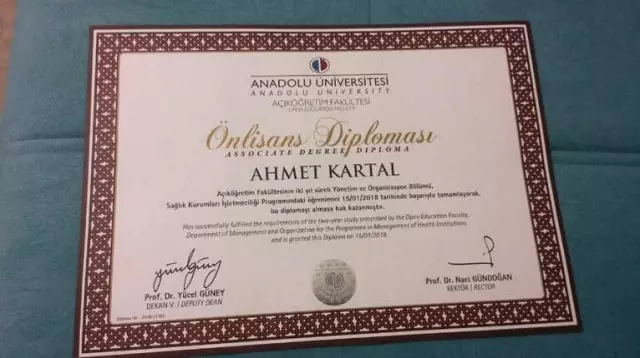 ANADOLU ÜNİVERSİTESİ
ANADOLU UNIVERSITY
AÇIKÖĞRETİM FAKÜLTESİ
OPEN EDUCATION FACULTY
Önlisans Diploması
ASSOCIATE DEGREE DIPLOMA
AHMET KARTAL
Açıköğretim Fakültesinin iki yıl süreli Yönetim ve Organizasyon Bölümü,
Sağlık Kurumları İşletmeciliği Programındaki öğrenimini 15/01/2018 tarihinde başarıyla tamamlayarak,
bu diplomayı almaya hak kazanmıştır.
Has successfully fulfilled the requirements of the two-year study prescribed by the Open Education Faculty,
Department of Management and Organization for the Programme in Management of Health Institutions
and is granted this Diploma on 15/01/2018.
Prof. Dr. Yücel GÜNEY
DEKAN V. / DEPUTY DEAN
Prof. Dr. Naci GÜNDOĞAN
REKTÖR / RECTOR